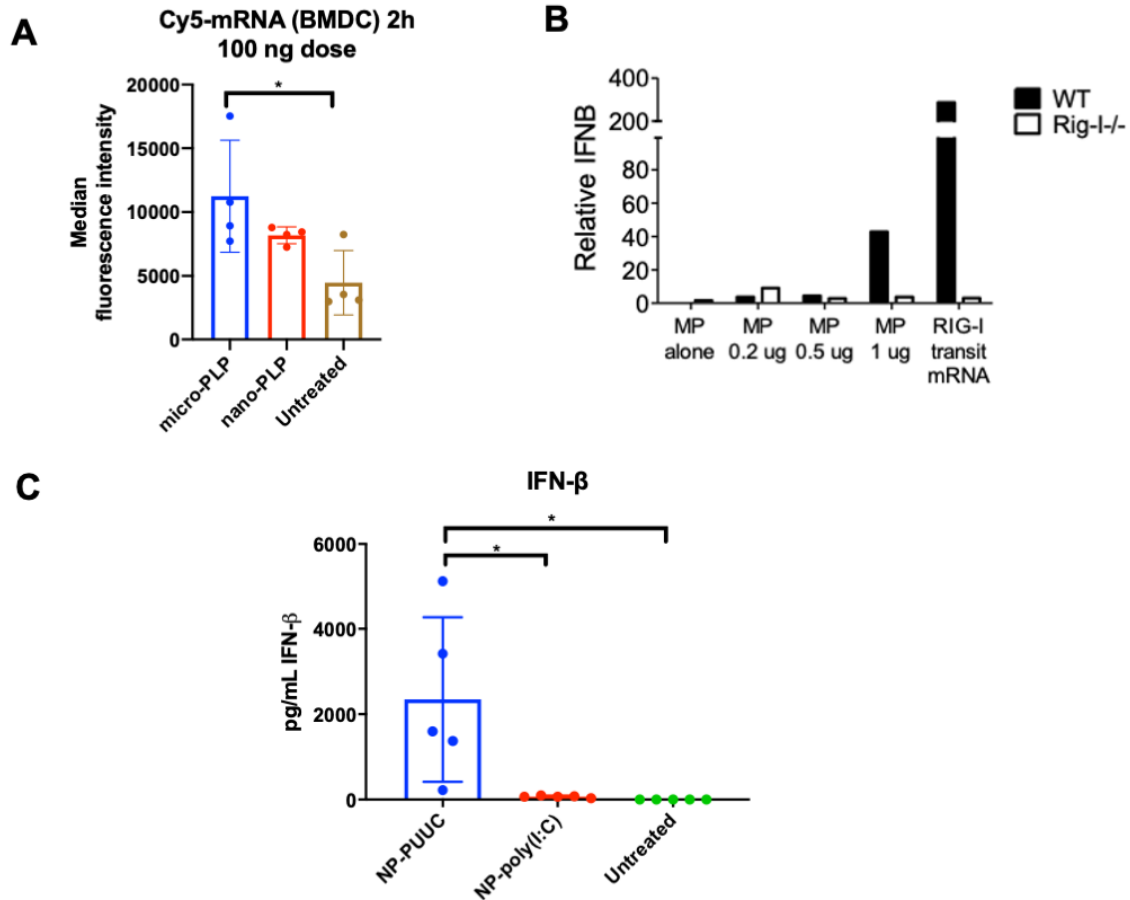 A
Cy5-mRNA (BMDC) 2h
100 ng dose
*
20000
15000
10000
5000
0
Median
fluorescence intensity
micro-PLP
nano-PLP
Untreated
B
400
200
80
60
40
20
0
Relative IFNB
WT
Rig-I-/-
MP
alone
MP
0.2 ug
MP
0.5 ug
MP
1 ug
RIG-I
transit
mRNA
C
IFN-β
*
*
6000
4000
2000
0
pg/mL IFN-β
NP-PUUC
NP-poly(I:C)
Untreated